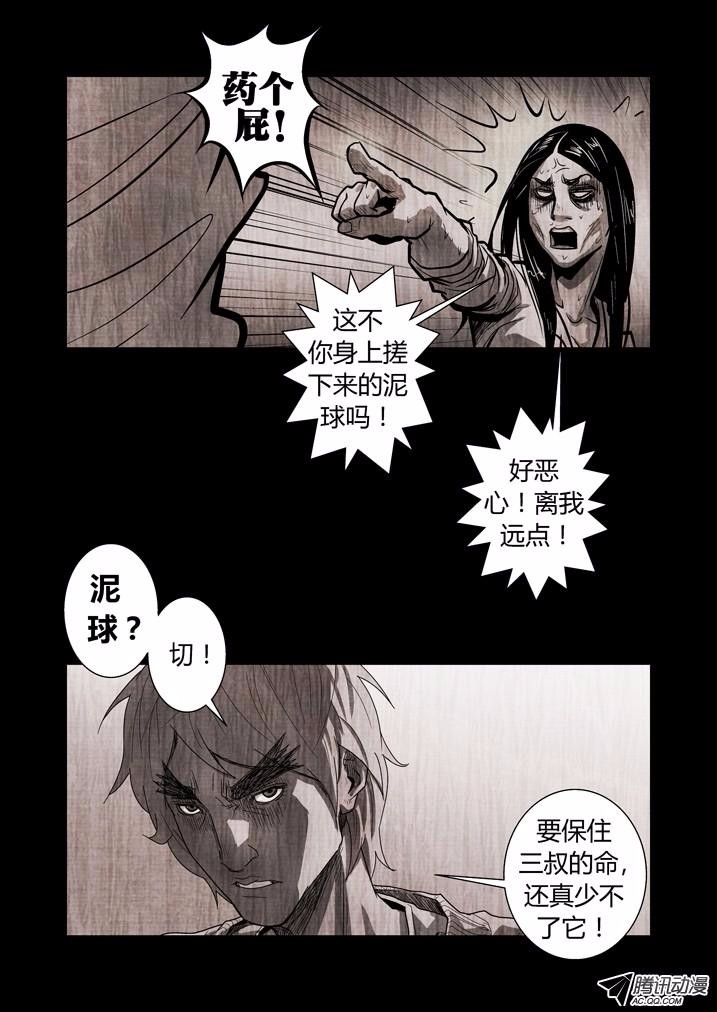 药个
屁！
这不
你身上搓
下来的泥
球吗！
好恶
心！离我
远点！
泥
球？
切！
要保住
三叔的命，
还真少不
了它！
腾讯动漫
AC.QQ.COM